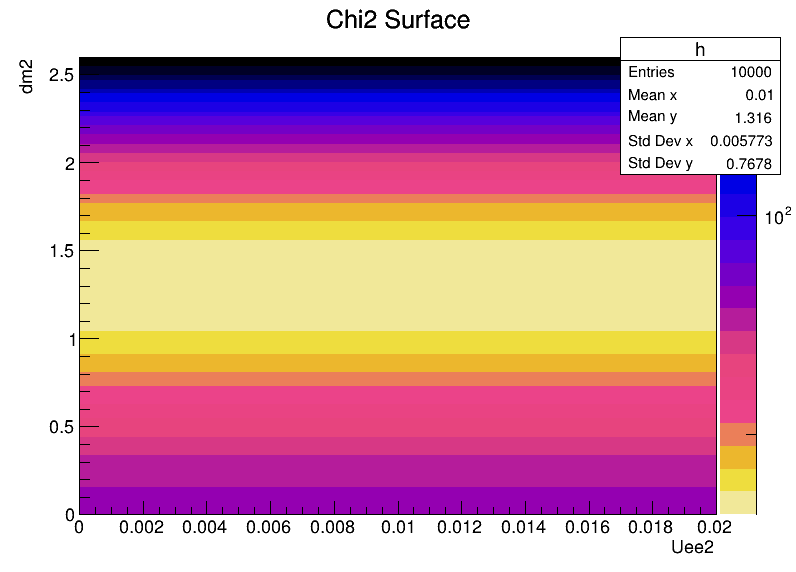 Chi2 Surface
h
Entries 10000
Mean x 0.01
Mean y 1.316
Std Dev x 0.005773
Std Dev y 0.7678
dm2
2.5
2
1.5
1
0.5
0
10²
0 0.002 0.004 0.006 0.008 0.01 0.012 0.014 0.016 0.018 0.02
Uee2